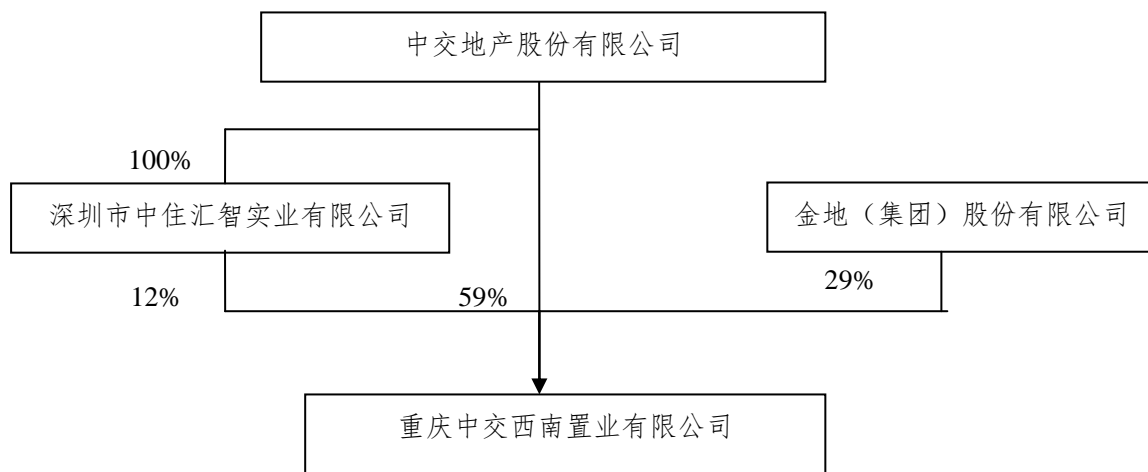 中交地产股份有限公司
100%
深圳市中住汇智实业有限公司
金地（集团）股份有限公司
12%
59%
29%
重庆中交西南置业有限公司